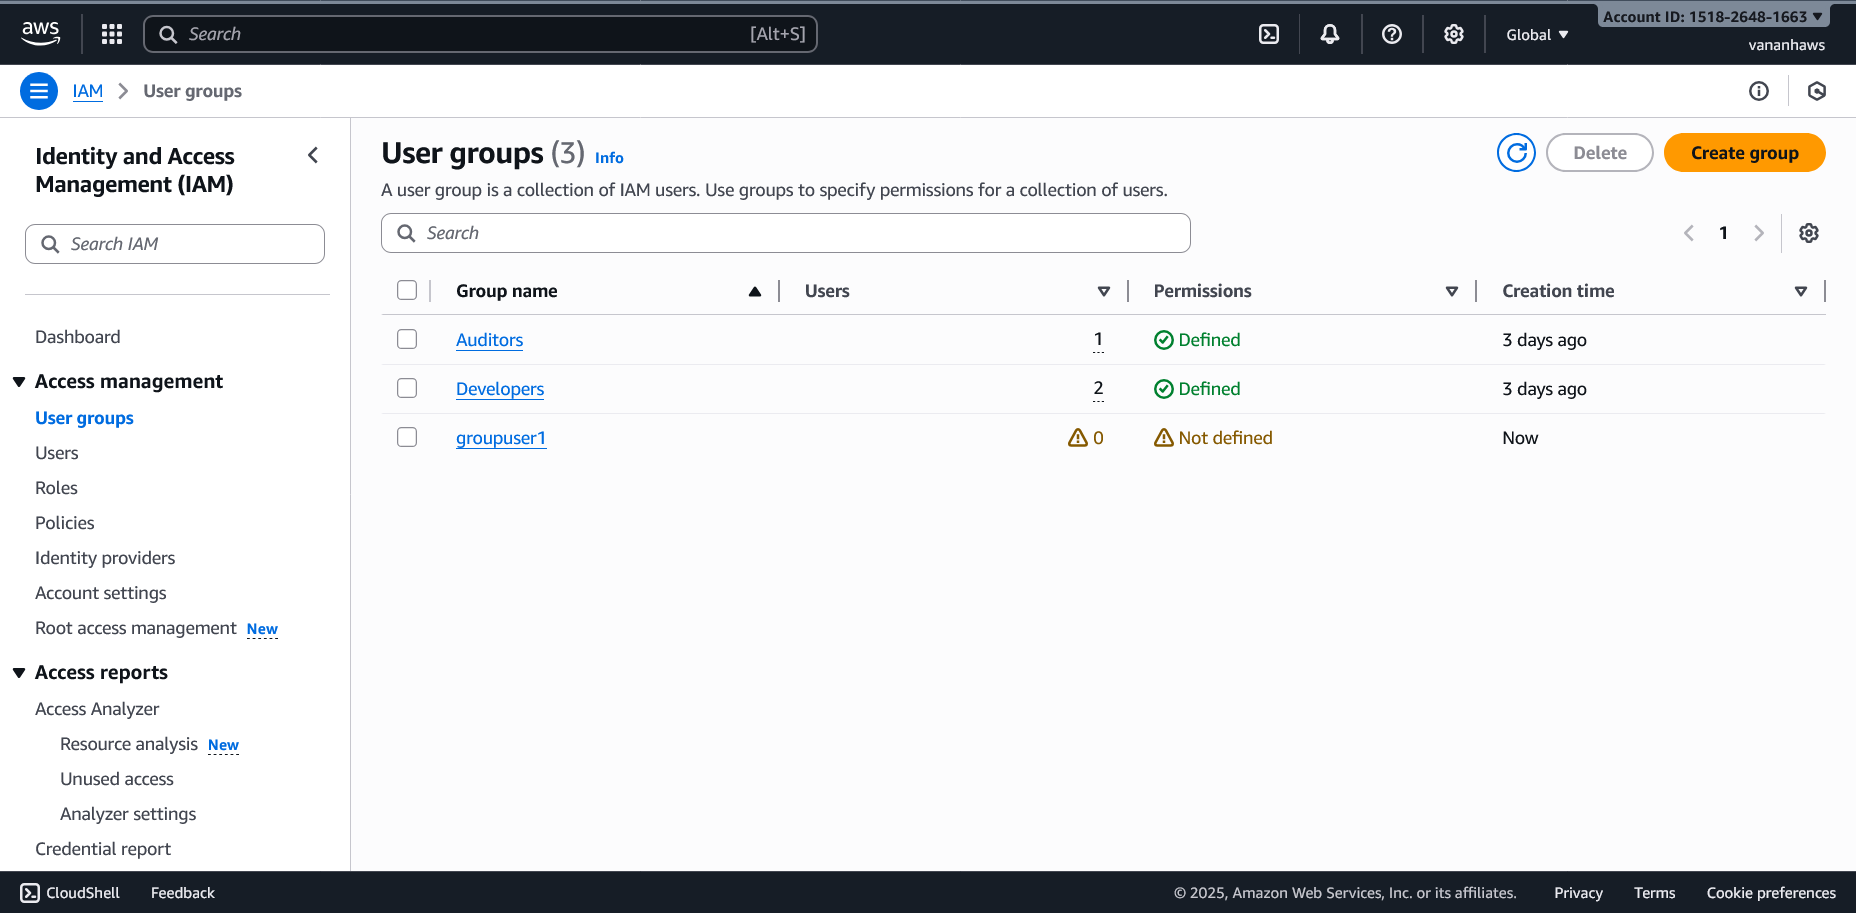 aws
Search [Alt+S]
Global
Account ID: 1518-2648-1663
vananhaws
IAM
User groups
Identity and Access
Management (IAM)
Search IAM
Dashboard
Access management
User groups
Users
Roles
Policies
Identity providers
Account settings
Root access management New
Access reports
Access Analyzer
Resource analysis New
Unused access
Analyzer settings
Credential report
User groups (3) Info
A user group is a collection of IAM users. Use groups to specify permissions for a collection of users.
Delete
Create group
Search
1
Group name Users Permissions Creation time
Auditors 1 Defined 3 days ago
Developers 2 Defined 3 days ago
groupuser1 0 Not defined Now
CloudShell Feedback © 2025, Amazon Web Services, Inc. or its affiliates. Privacy Terms Cookie preferences